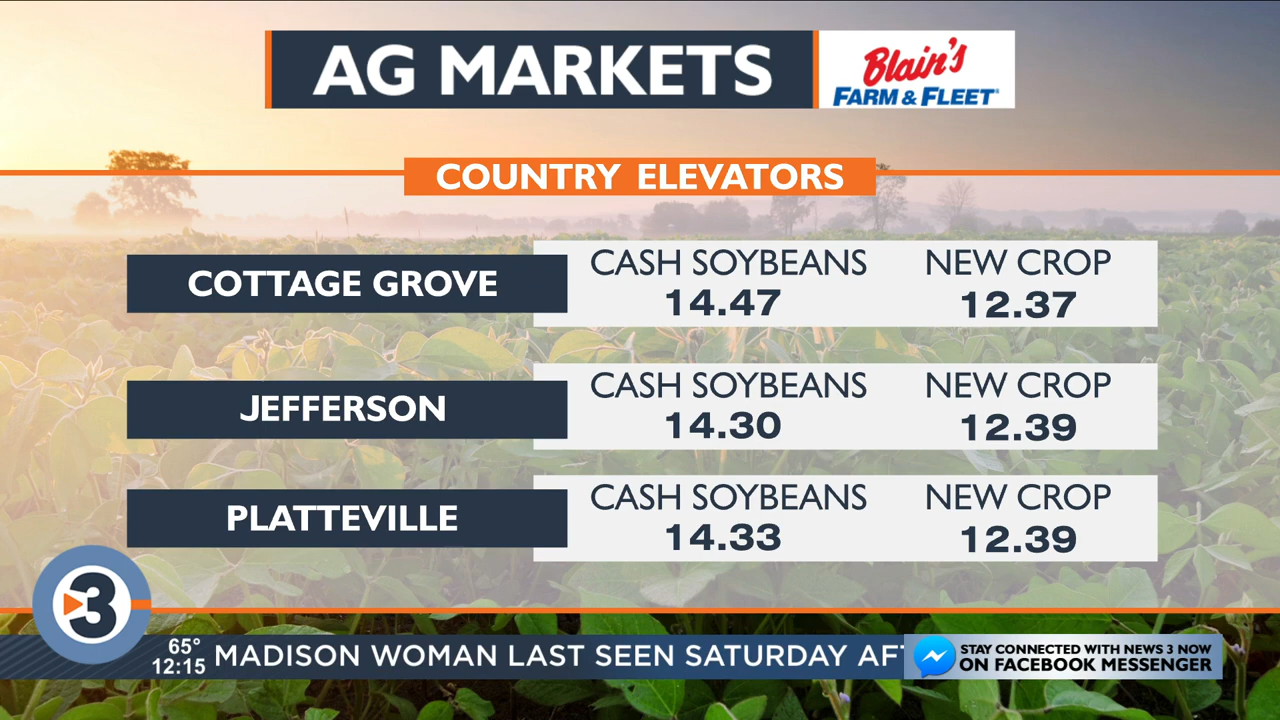 AG MARKETS
Blain's
FARM & FLEET
COUNTRY ELEVATORS
COTTAGE GROVE
CASH SOYBEANS
NEW CROP
14.47
12.37
JEFFERSON
CASH SOYBEANS
NEW CROP
14.30
12.39
PLATTEVILLE
CASH SOYBEANS
NEW CROP
14.33
12.39
3
65°
12:15
MADISON WOMAN LAST SEEN SATURDAY AF
STAY CONNECTED WITH NEWS 3 NOW
ON FACEBOOK MESSENGER